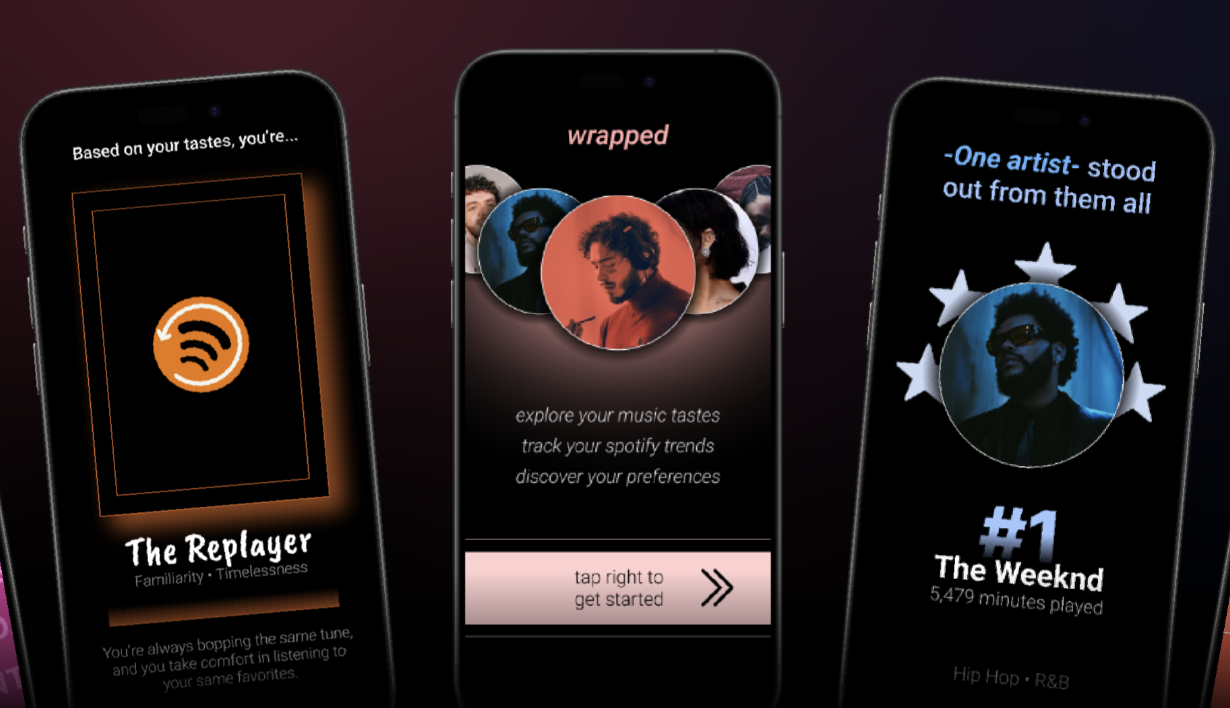 Based on your tastes, you're...
The Replayer
Familiarity • Timelessness
You're always bopping the same tune,
and you take comfort in listening to
your same favorites.
wrapped
explore your music tastes
track your spotify trends
discover your preferences
tap right to
get started
-One artist- stood
out from them all
#1
The Weeknd
5,479 minutes played
Hip Hop • R&B